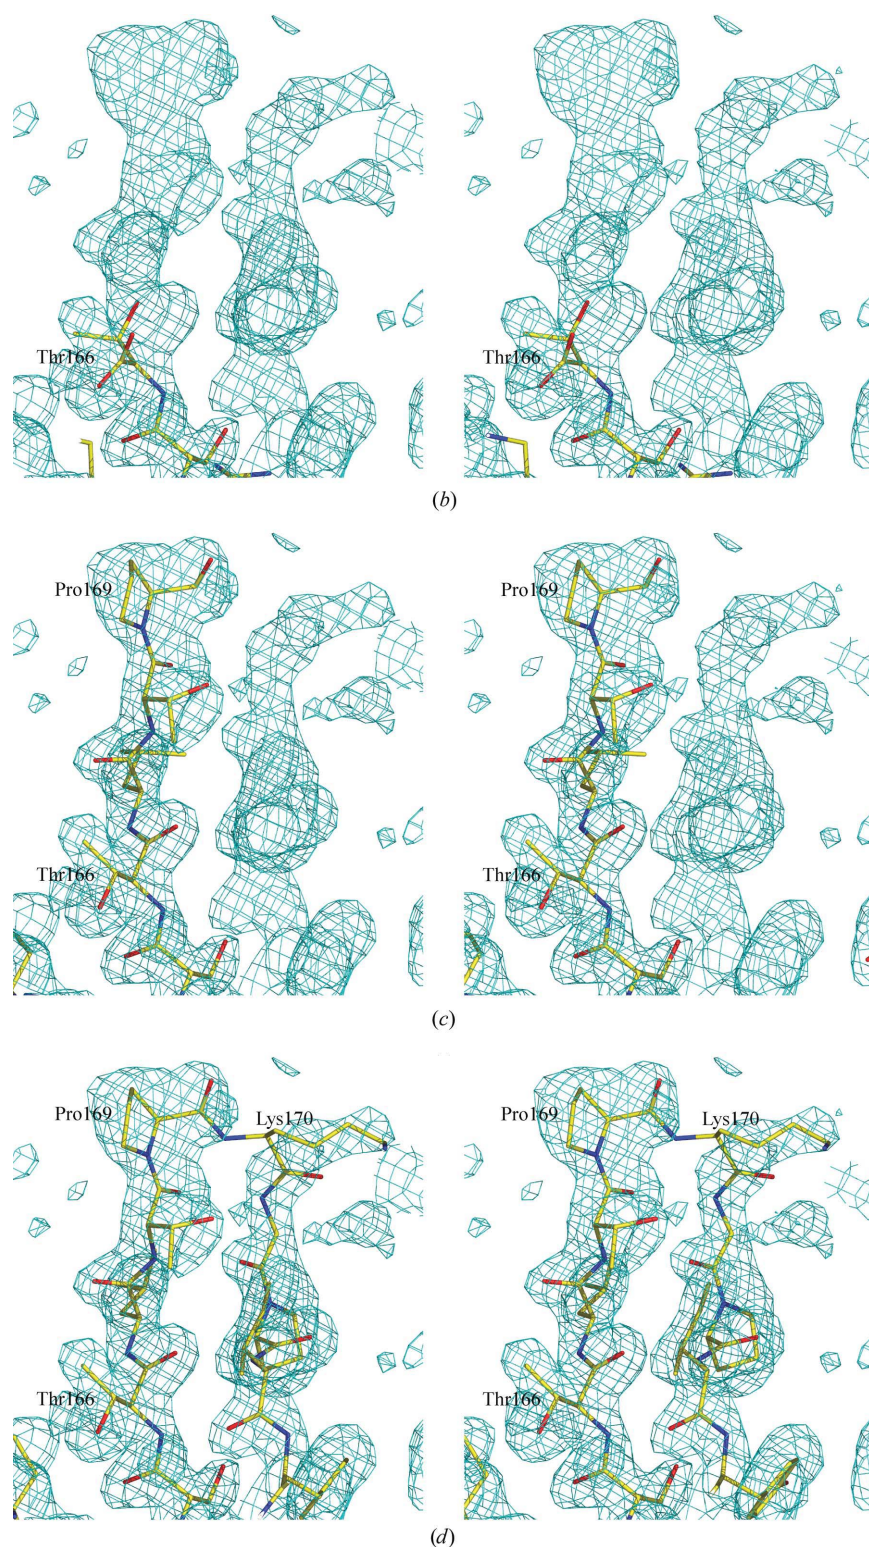 Thr166 Thr166
(b)
Pro169 Pro169
Thr166 Thr166
(c)
Pro169 Lys170 Pro169 Lys170
Thr166 Thr166
(d)